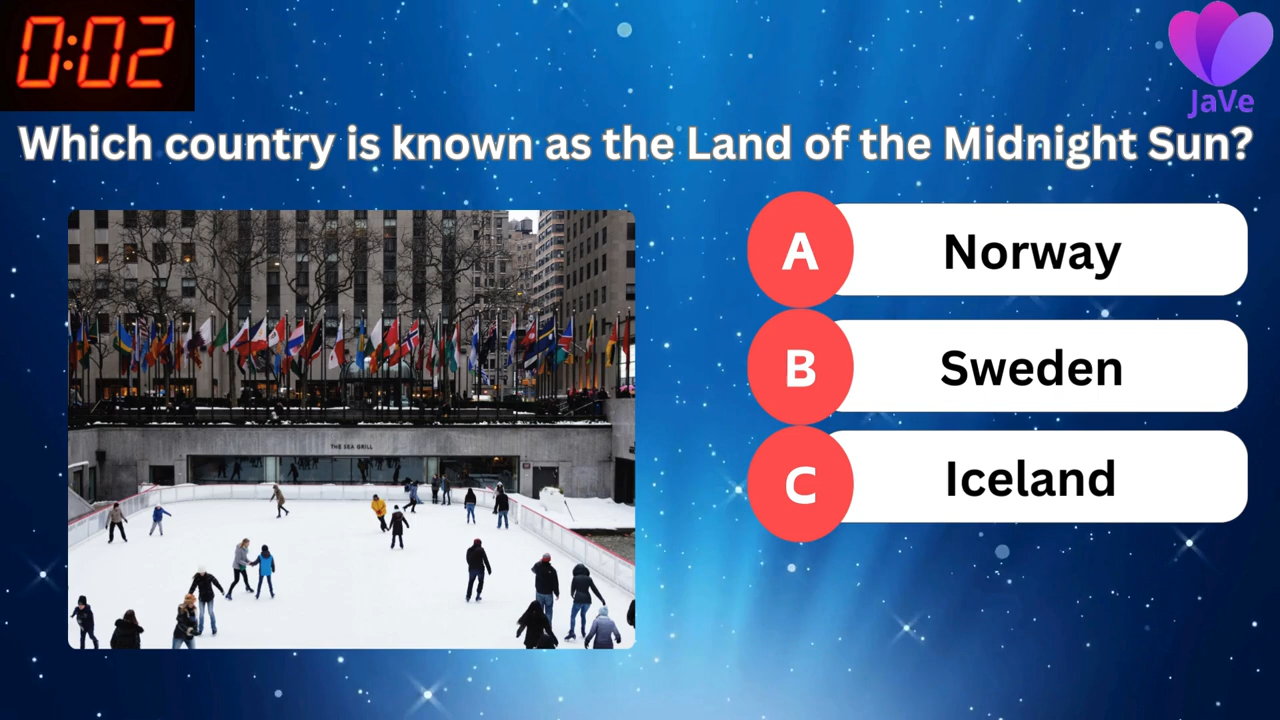 0:02
JaVe
Which country is known as the Land of the Midnight Sun?
A Norway
B Sweden
C Iceland
THE SEA GRILL